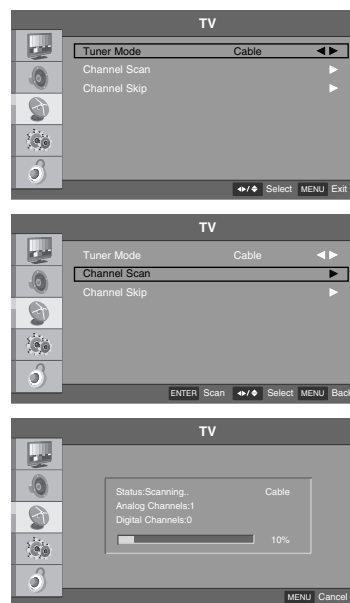 TV
Tuner Mode Cable
Channel Scan
Channel Skip
Select MENU Exit
TV
Tuner Mode Cable
Channel Scan
Channel Skip
ENTER Scan Select MENU Back
TV
Status:Scanning.. Cable
Analog Channels:1
Digital Channels:0
10%
MENU Cancel